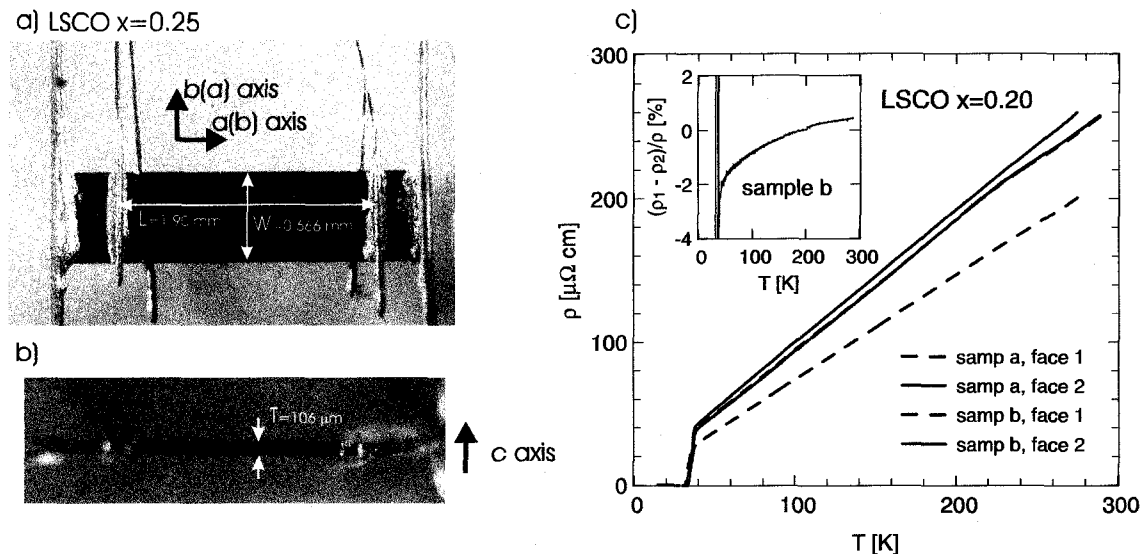 a) LSCO x=0.25
b(a) axis
a(b) axis
L=1.90 mm
W=0.566 mm
b)
T=106 μm
c axis
c)
300
200
100
0
ρ [μΩ cm]
LSCO x=0.20
2
0
-2
-4
(ρ1 - ρ2)/ρ [%]
sample b
0
100
200
300
T [K]
samp a, face 1
samp a, face 2
samp b, face 1
samp b, face 2
0
100
200
300
T [K]